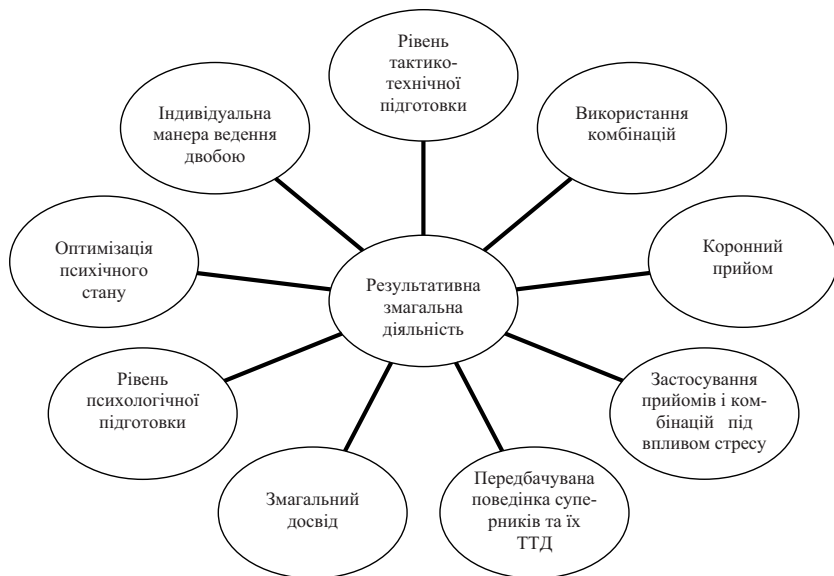 Рівень
тактико-
технічної
підготовки
Використання
комбінацій
Коронний
прийом
Застосування
прийомів і ком-
бінацій під
впливом стресу
Передбачувана
поведінка супе-
рників та їх
ТТД
Змагальний
досвід
Рівень
психологічної
підготовки
Оптимізація
психічного
стану
Індивідуальна
манера ведення
двобою
Результативна
змагальна
діяльність